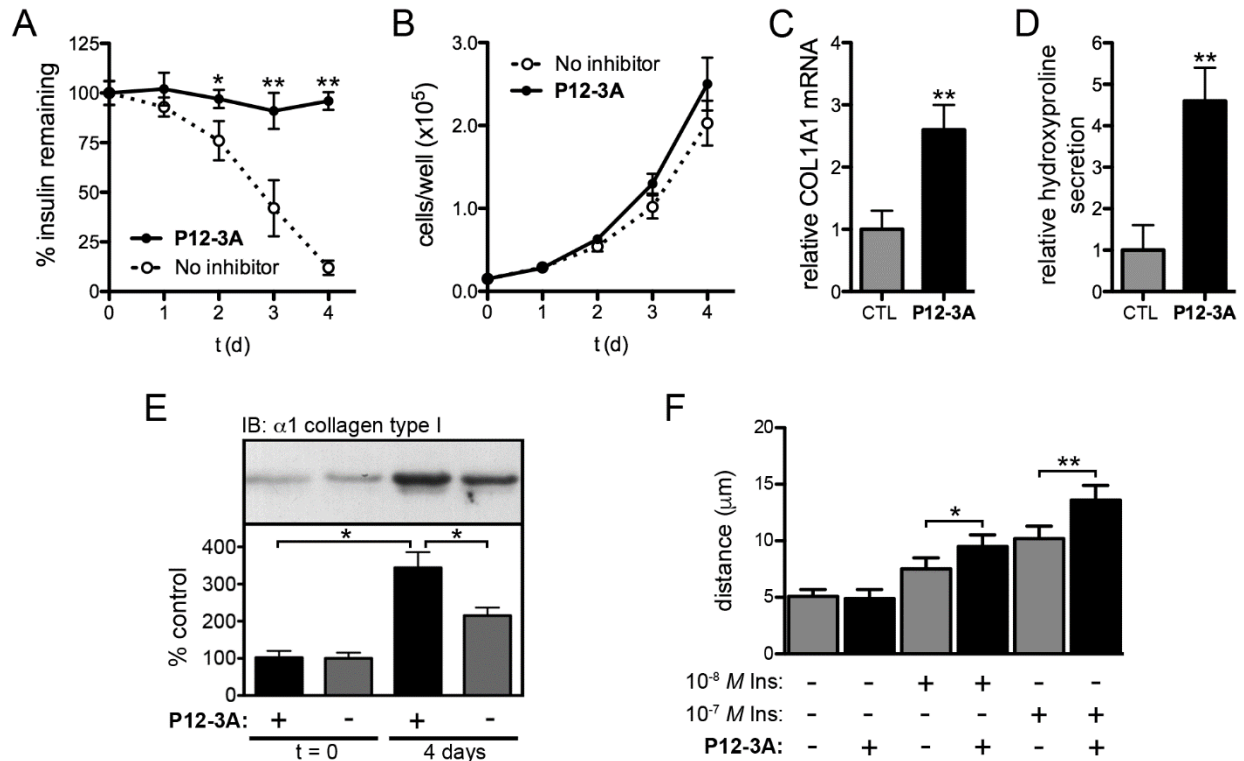 A
% insulin remaining
125
100
75
50
25
0
* ** **
P12-3A
No inhibitor
0 1 2 3 4
t (d)
B
cells/well (x10⁵)
3.0
2.0
1.0
0.0
No inhibitor
P12-3A
0 1 2 3 4
t (d)
C
relative COL1A1 mRNA
4
3
2
1
0
**
CTL P12-3A
D
relative hydroxyproline
secretion
6
5
4
3
2
1
0
**
CTL P12-3A
E
IB: α1 collagen type I
% control
400
300
200
100
0
* *
P12-3A: + - + -
t = 0 4 days
F
distance (μm)
20
15
10
5
0
* **
10⁻⁸ M Ins: - - + + - -
10⁻⁷ M Ins: - - - - + +
P12-3A: - + - + - +